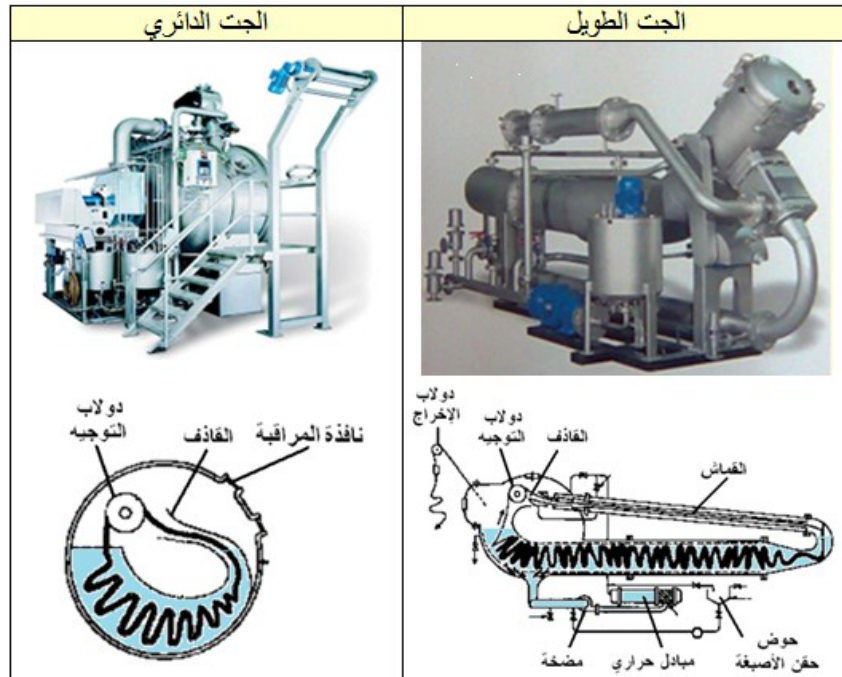 الجت الطويل
الجت الدائري
دولاب
التوجيه
القاذف
نافذة المراقبة
دولاب
الإخراج
دولاب
التوجيه
القاذف
القماش
مضخة
مبادل حراري
حوض
حقن الأصبغة